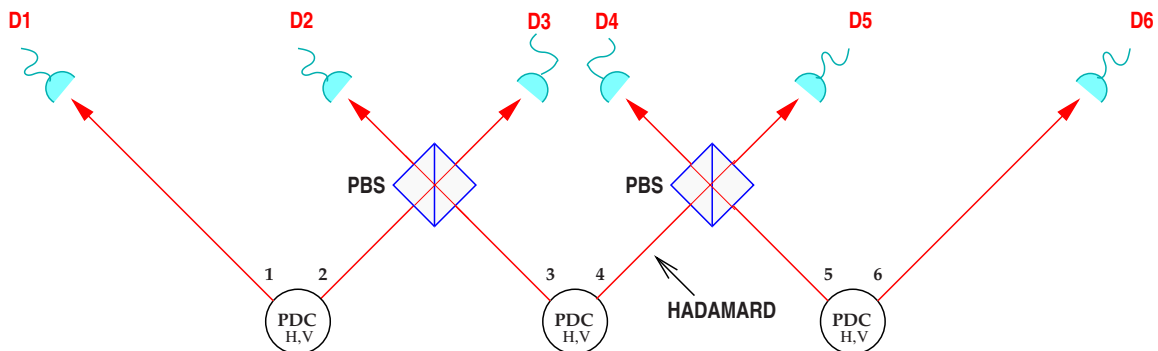 D1 D2 D3 D4 D5 D6
PBS PBS
1 2 3 4 5 6
HADAMARD
PDC PDC PDC
H,V H,V H,V